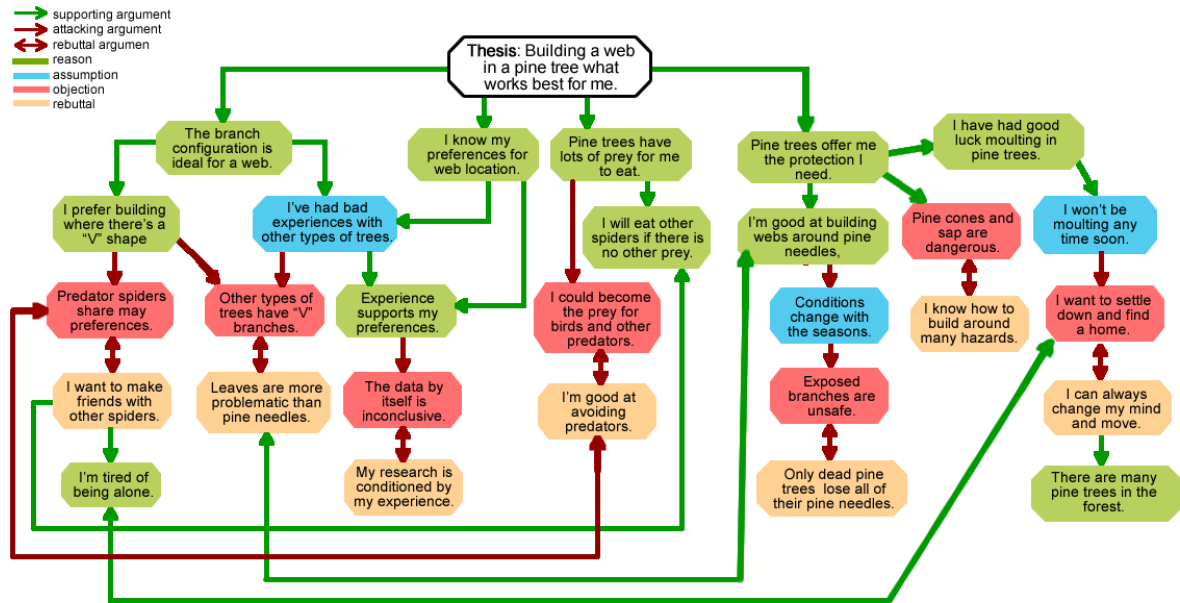 supporting argument
attacking argument
rebuttal argumen
reason
assumption
objection
rebuttal
Thesis: Building a web
in a pine tree what
works best for me.
The branch
configuration is
ideal for a web.
I know my
preferences for
web location.
Pine trees have
lots of prey for me
to eat.
Pine trees offer me
the protection I
need.
I have had good
luck moulting in
pine trees.
I prefer building
where there's a
"V" shape
I've had bad
experiences with
other types of trees.
I will eat other
spiders if there is
no other prey.
I'm good at building
webs around pine
needles,
Pine cones and
sap are
dangerous.
I won't be
moulting any
time soon.
Predator spiders
share may
preferences.
Other types of
trees have "V"
branches.
Experience
supports my
preferences.
I could become
the prey for
birds and other
predators.
Conditions
change with
the seasons.
I know how to
build around
many hazards.
I want to settle
down and find
a home.
I want to make
friends with
other spiders.
Leaves are more
problematic than
pine needles.
The data by
itself is
inconclusive.
I'm good at
avoiding
predators.
Exposed
branches are
unsafe.
I can always
change my mind
and move.
I'm tired of
being alone.
My research is
conditioned by
my experience.
Only dead pine
trees lose all of
their pine needles.
There are many
pine trees in the
forest.